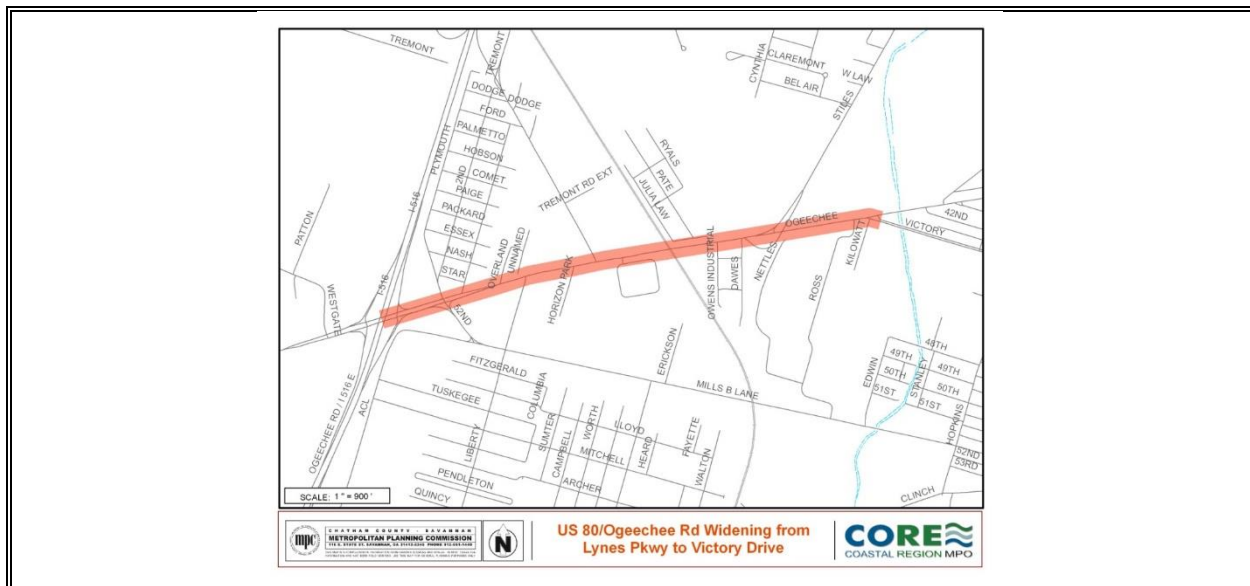 TREMONT
TREMONT
CYNTHIA
CLAREMONT
BEL AIR
W LAW
STILES
DODGE
DODGE
FORD
PALMETTO
HOBSON
COMET
2ND
PAIGE
PACKARD
ESSEX
NASH
STAR
PLYMOUTH
I-516
I-516
PATTON
WESTGATE
OVERLAND
UNNAMED
HORIZON PARK
TREMONT RD EXT
RYALS
PATE
JULIA LAW
OGEECHEE
OWENS INDUSTRIAL
DAWES
NETTLES
ROSS
KILOWATT
42ND
VICTORY
52ND
OGEECHEE RD / I 516 E
ACL
FITZGERALD
TUSKEGEE
COLUMBIA
ERICKSON
MILLS B LANE
EDWIN
STANLEY
48TH
49TH
49TH
50TH
50TH
51ST
51ST
HOPKINS
52ND
53RD
CLINCH
LIBERTY
SUMTER
CAMPBELL
WORTH
LLOYD
MITCHELL
HEARD
FAYETTE
WALTON
ARCHER
PENDLETON
QUINCY
SCALE: 1 " = 900 '
mpc
CHATHAM COUNTY - SAVANNAH
METROPOLITAN PLANNING COMMISSION
N
US 80/Ogeechee Rd Widening from
Lynes Pkwy to Victory Drive
CORE
COASTAL REGION MPO